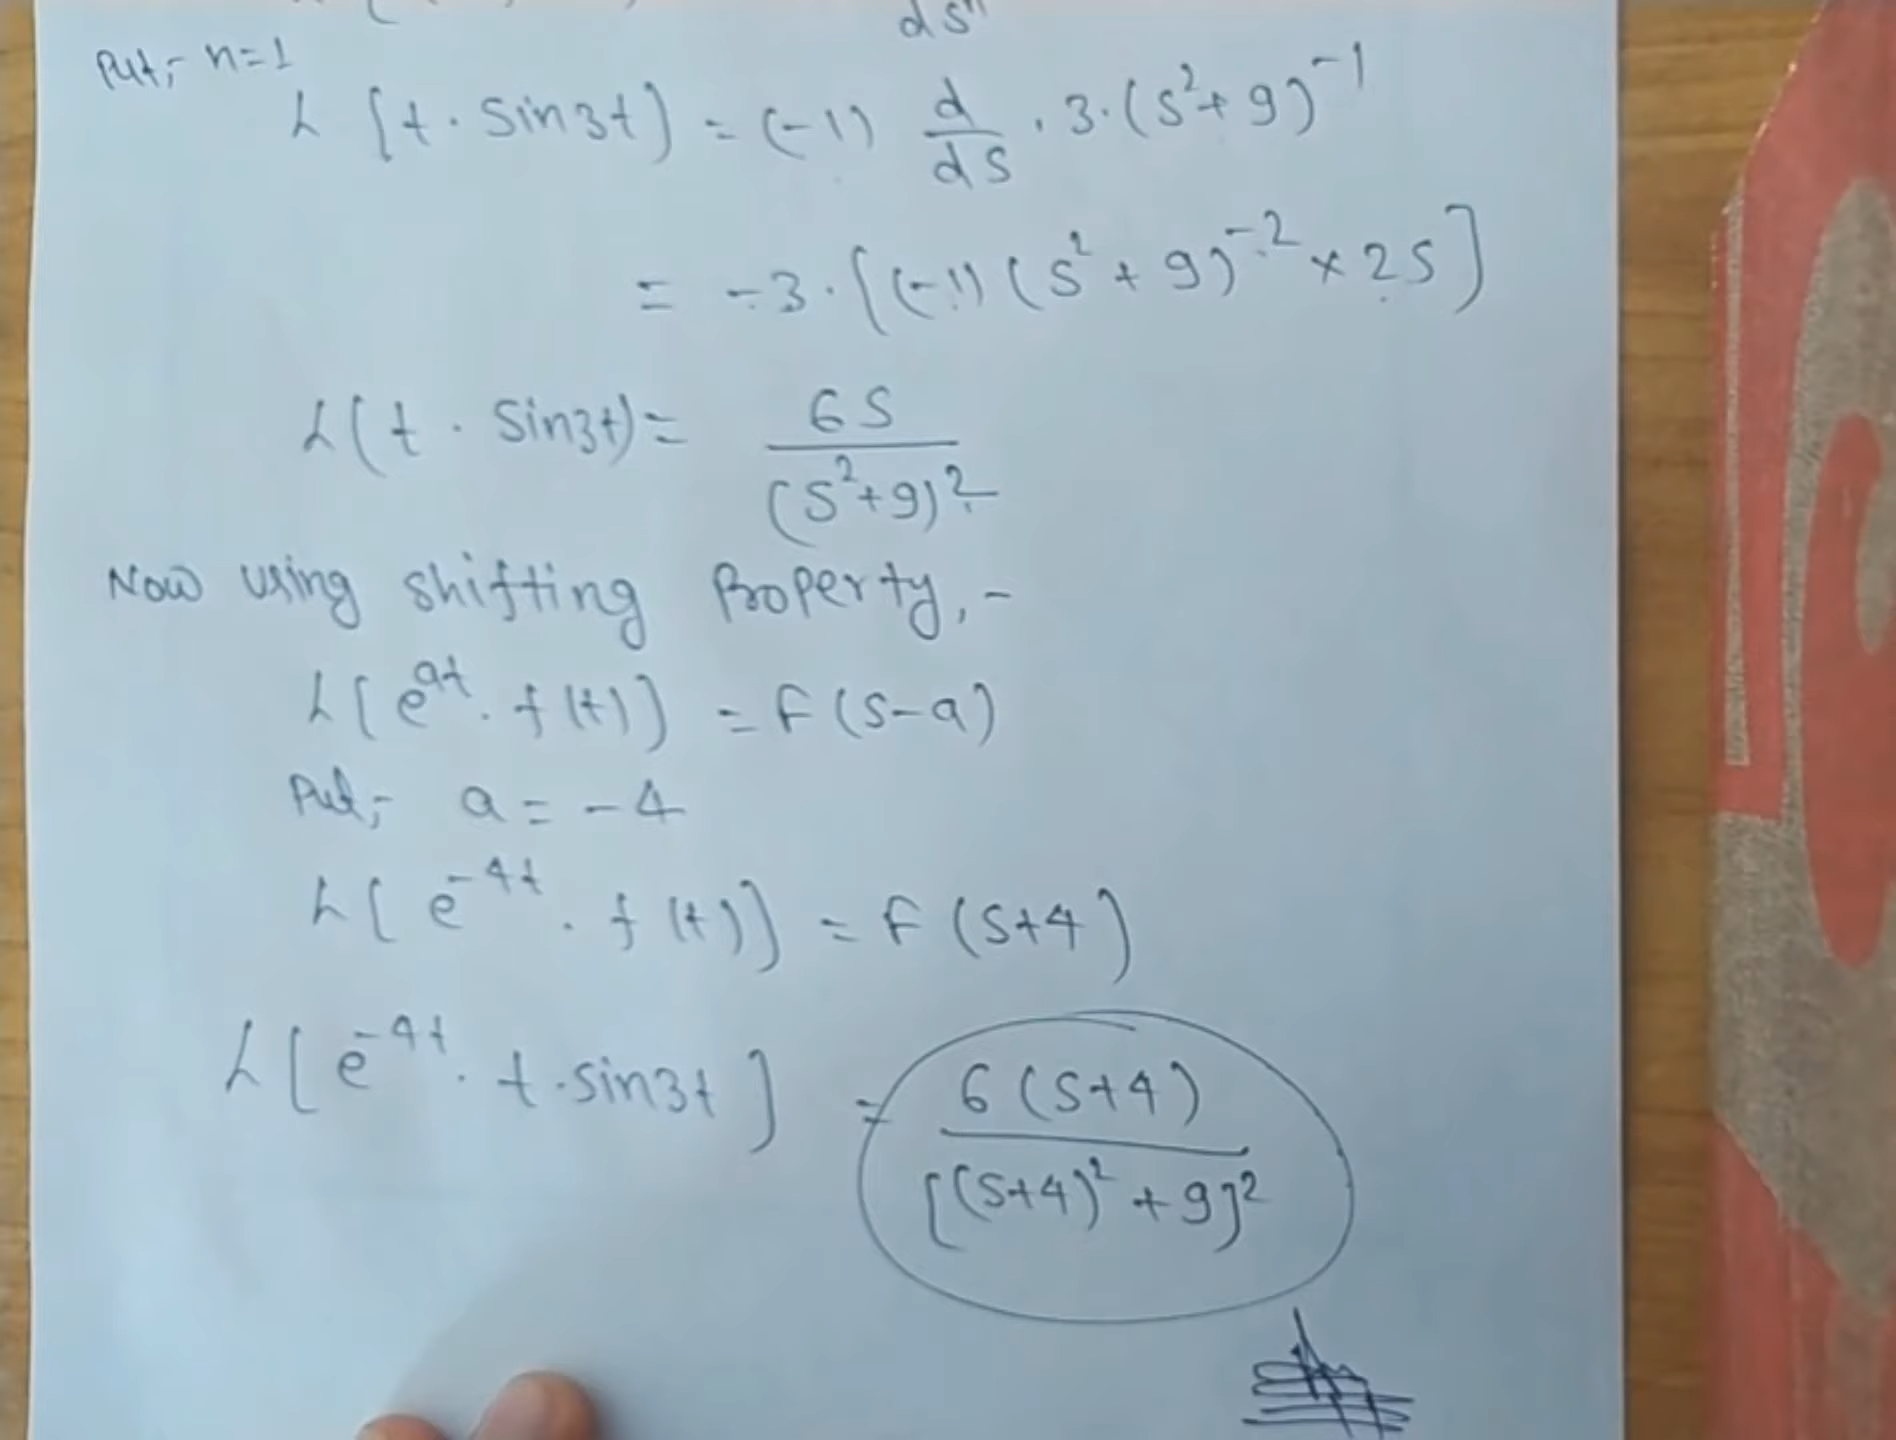 dsⁿ
Put,- n=1
L [t · sin3t) = (-1) d/ds · 3·(s²+9)⁻¹
= -3·[(-1)(s²+9)⁻² × 2s]
L(t · sin3t) = 6s/(s²+9)²
Now using shifting Property,-
L[e^at · f(t)] = F(s-a)
Put,- a = -4
L[e^-4t · f(t)] = F(s+4)
L[e^-4t · t·sin3t] = 6(s+4)/[(s+4)²+9]²